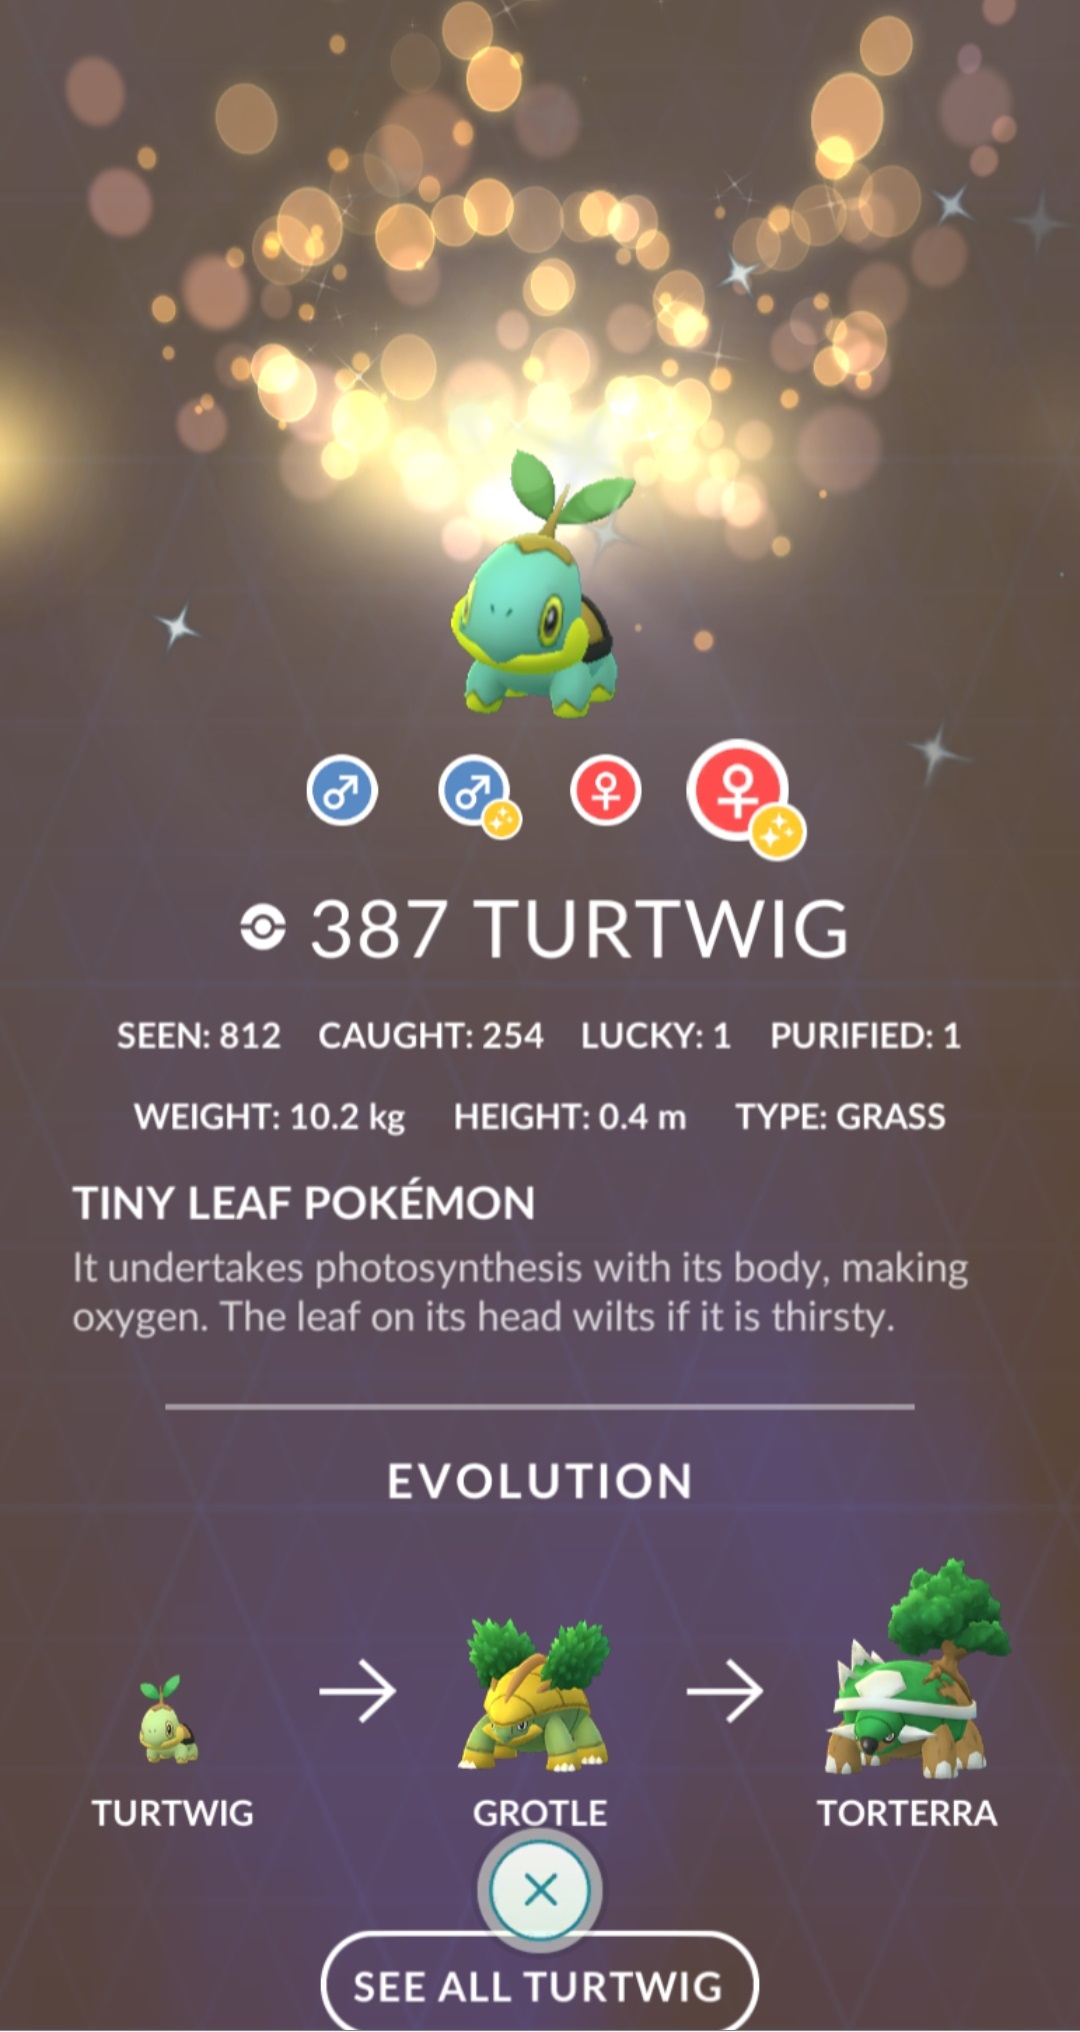 387 TURTWIG
SEEN: 812 CAUGHT: 254 LUCKY: 1 PURIFIED: 1
WEIGHT: 10.2 kg HEIGHT: 0.4 m TYPE: GRASS
TINY LEAF POKÉMON
It undertakes photosynthesis with its body, making
oxygen. The leaf on its head wilts if it is thirsty.
EVOLUTION
TURTWIG GROTLE TORTERRA
SEE ALL TURTWIG